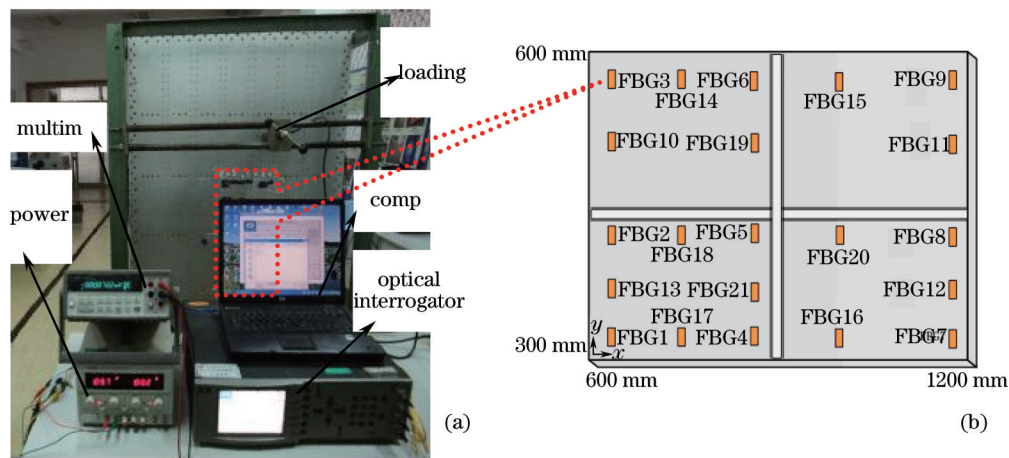 loading
multim
power
comp
optical
interrogator
(a)
600 mm
FBG3
FBG6
FBG9
FBG14
FBG15
FBG10
FBG19
FBG11
FBG2
FBG5
FBG8
FBG18
FBG20
FBG13
FBG21
FBG12
FBG17
FBG16
y
FBG1
FBG4
FBG7
300 mm
x
600 mm
1200 mm
(b)